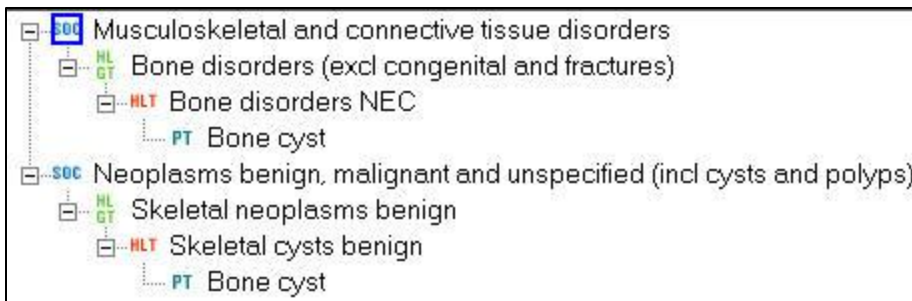 SOC Musculoskeletal and connective tissue disorders
HLGT Bone disorders (excl congenital and fractures)
HLT Bone disorders NEC
PT Bone cyst
SOC Neoplasms benign, malignant and unspecified (incl cysts and polyps)
HLGT Skeletal neoplasms benign
HLT Skeletal cysts benign
PT Bone cyst